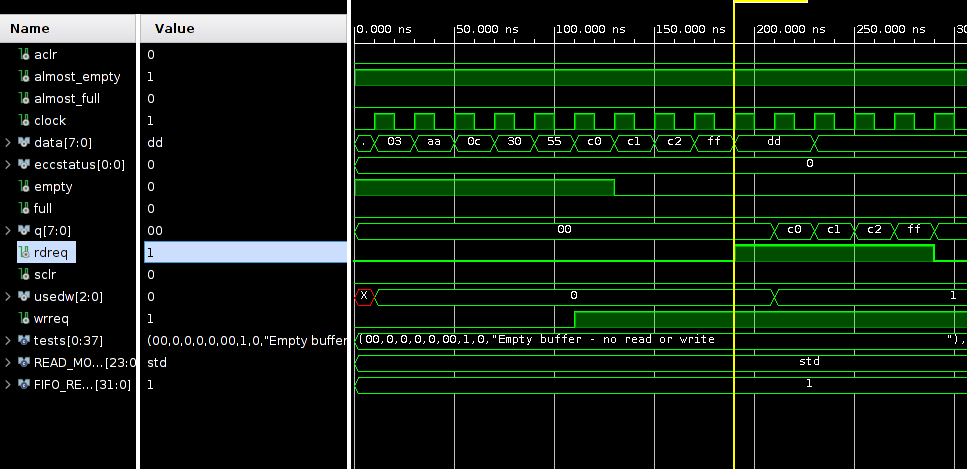 Name Value
0.000 ns 50.000 ns 100.000 ns 150.000 ns 200.000 ns 250.000 ns 30
aclr 0
almost_empty 1
almost_full 0
clock 1
data[7:0] dd . 03 aa 0c 30 55 c0 c1 c2 ff dd
eccstatus[0:0] 0 0
empty 0
full 0
q[7:0] 00 00 c0 c1 c2 ff
rdreq 1
sclr 0
usedw[2:0] 0 X 0 1
wrreq 1
tests[0:37] (00,0,0,0,0,00,1,0,"Empty buffer (00,0,0,0,0,00,1,0,"Empty buffer - no read or write "),
READ_MO...[23:0 std std
FIFO_RE...[31:0] 1 1